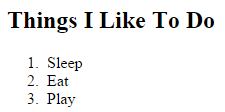 Things I Like To Do
1. Sleep
2. Eat
3. Play